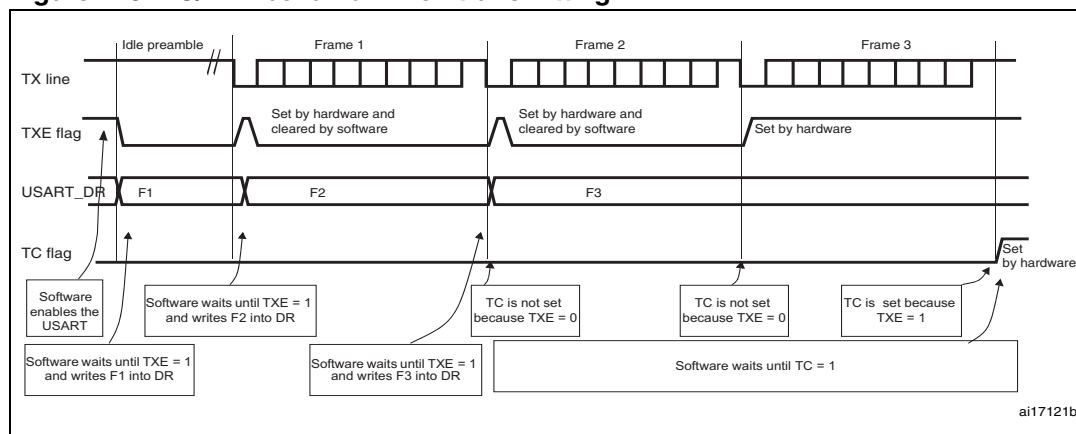 Idle preamble
Frame 1
Frame 2
Frame 3
TX line
TXE flag
Set by hardware and
cleared by software
Set by hardware and
cleared by software
Set by hardware
USART_DR
F1
F2
F3
TC flag
Set
by hardware
Software
enables the
USART
Software waits until TXE = 1
and writes F2 into DR
TC is not set
because TXE = 0
TC is not set
because TXE = 0
TC is set because
TXE = 1
Software waits until TXE = 1
and writes F1 into DR
Software waits until TXE = 1
and writes F3 into DR
Software waits until TC = 1
ai17121b